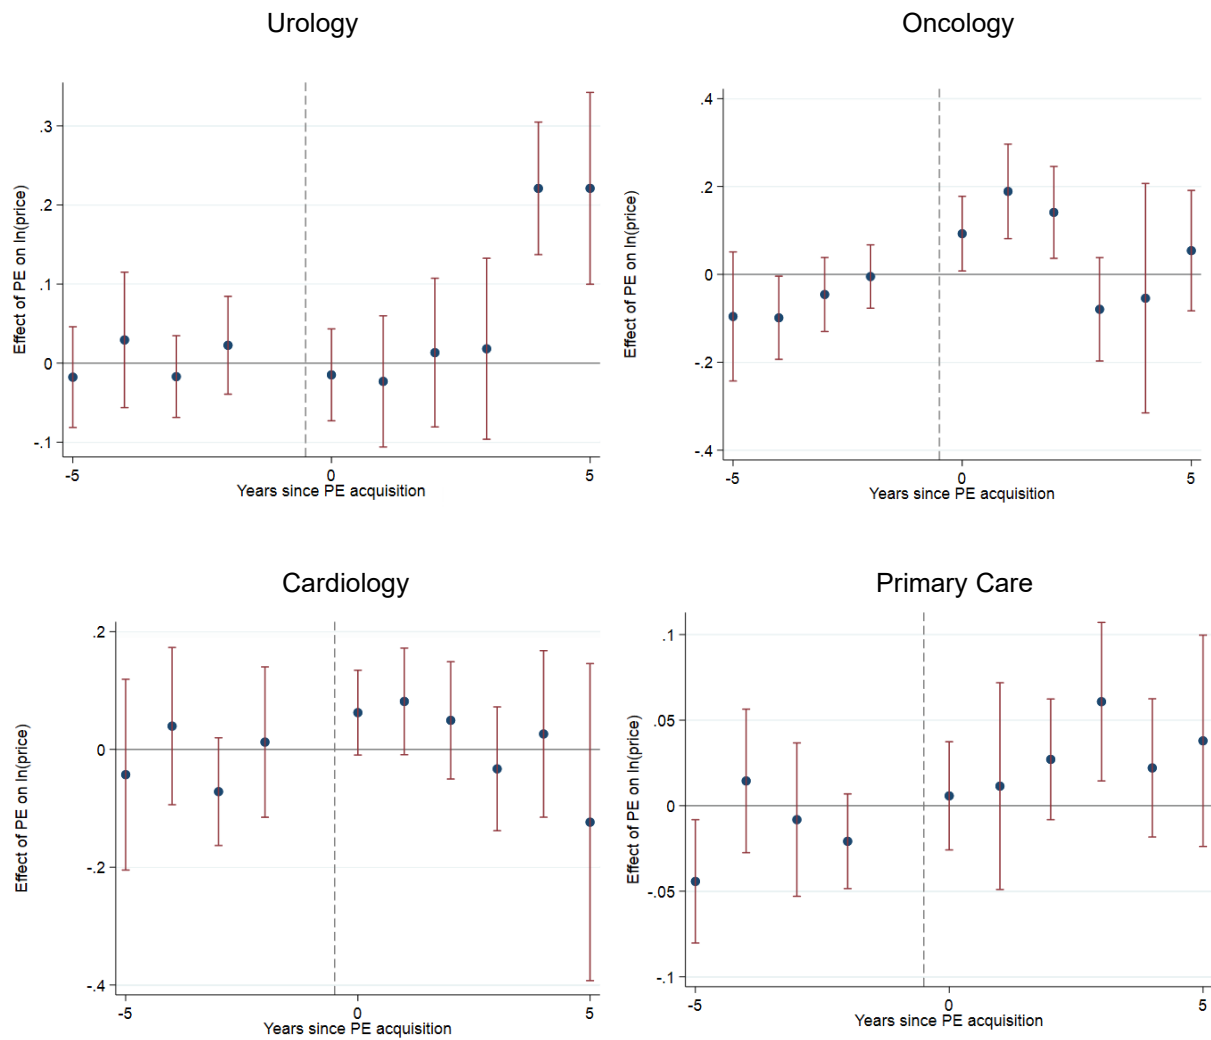 Urology
Effect of PE on ln(price)
.3
.2
.1
0
-.1
-5
0
5
Years since PE acquisition
Oncology
Effect of PE on ln(price)
.4
.2
0
-.2
-.4
-5
0
5
Years since PE acquisition
Cardiology
Effect of PE on ln(price)
.2
0
-.2
-.4
-5
0
5
Years since PE acquisition
Primary Care
Effect of PE on ln(price)
.1
.05
0
-.05
-.1
-5
0
5
Years since PE acquisition